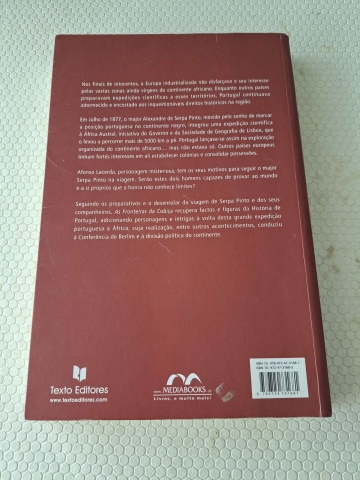 Nos finais de oitocentos, a Europa industrializada não disfarçava o seu interesse
pelas vastas zonas ainda virgens do continente africano. Enquanto outros países
preparavam expedições científicas a esses territórios, Portugal continuava
adormecido e encostado aos inquestionáveis direitos históricos na região.
Em Julho de 1877, o major Alexandre de Serpa Pinto, movido pelo sonho de marcar
a posição portuguesa no continente negro, integrou uma expedição científica à
África Austral, iniciativa do Governo e da Sociedade de Geografia de Lisboa, que
o levou a percorrer mais de 5000 km a pé. Portugal lançava-se assim na exploração
organizada do continente africano... mas não estava só. Outros países europeus
tinham fortes interesses em ali estabelecer colónias e consolidar possessões.
Afonso Lacerda, personagem misteriosa, tem os seus motivos para seguir o major
Serpa Pinto na viagem. Serão estes dois homens capazes de provar ao mundo
e a si próprios que a honra não conhece limites?
Seguindo os preparativos e o desenrolar da viagem de Serpa Pinto e dos seus
companheiros, As Fronteiras da Cobiça recupera factos e figuras da História de
Portugal, adicionando personagens e intrigas à volta desta grande expedição
portuguesa a África, cuja realização, entre outros acontecimentos, conduziu
à Conferência de Berlim e à divisão política do continente.
Texto Editores
www.textoeditores.com
www.MEDIABOOKS.pt
Livros, e muito mais!